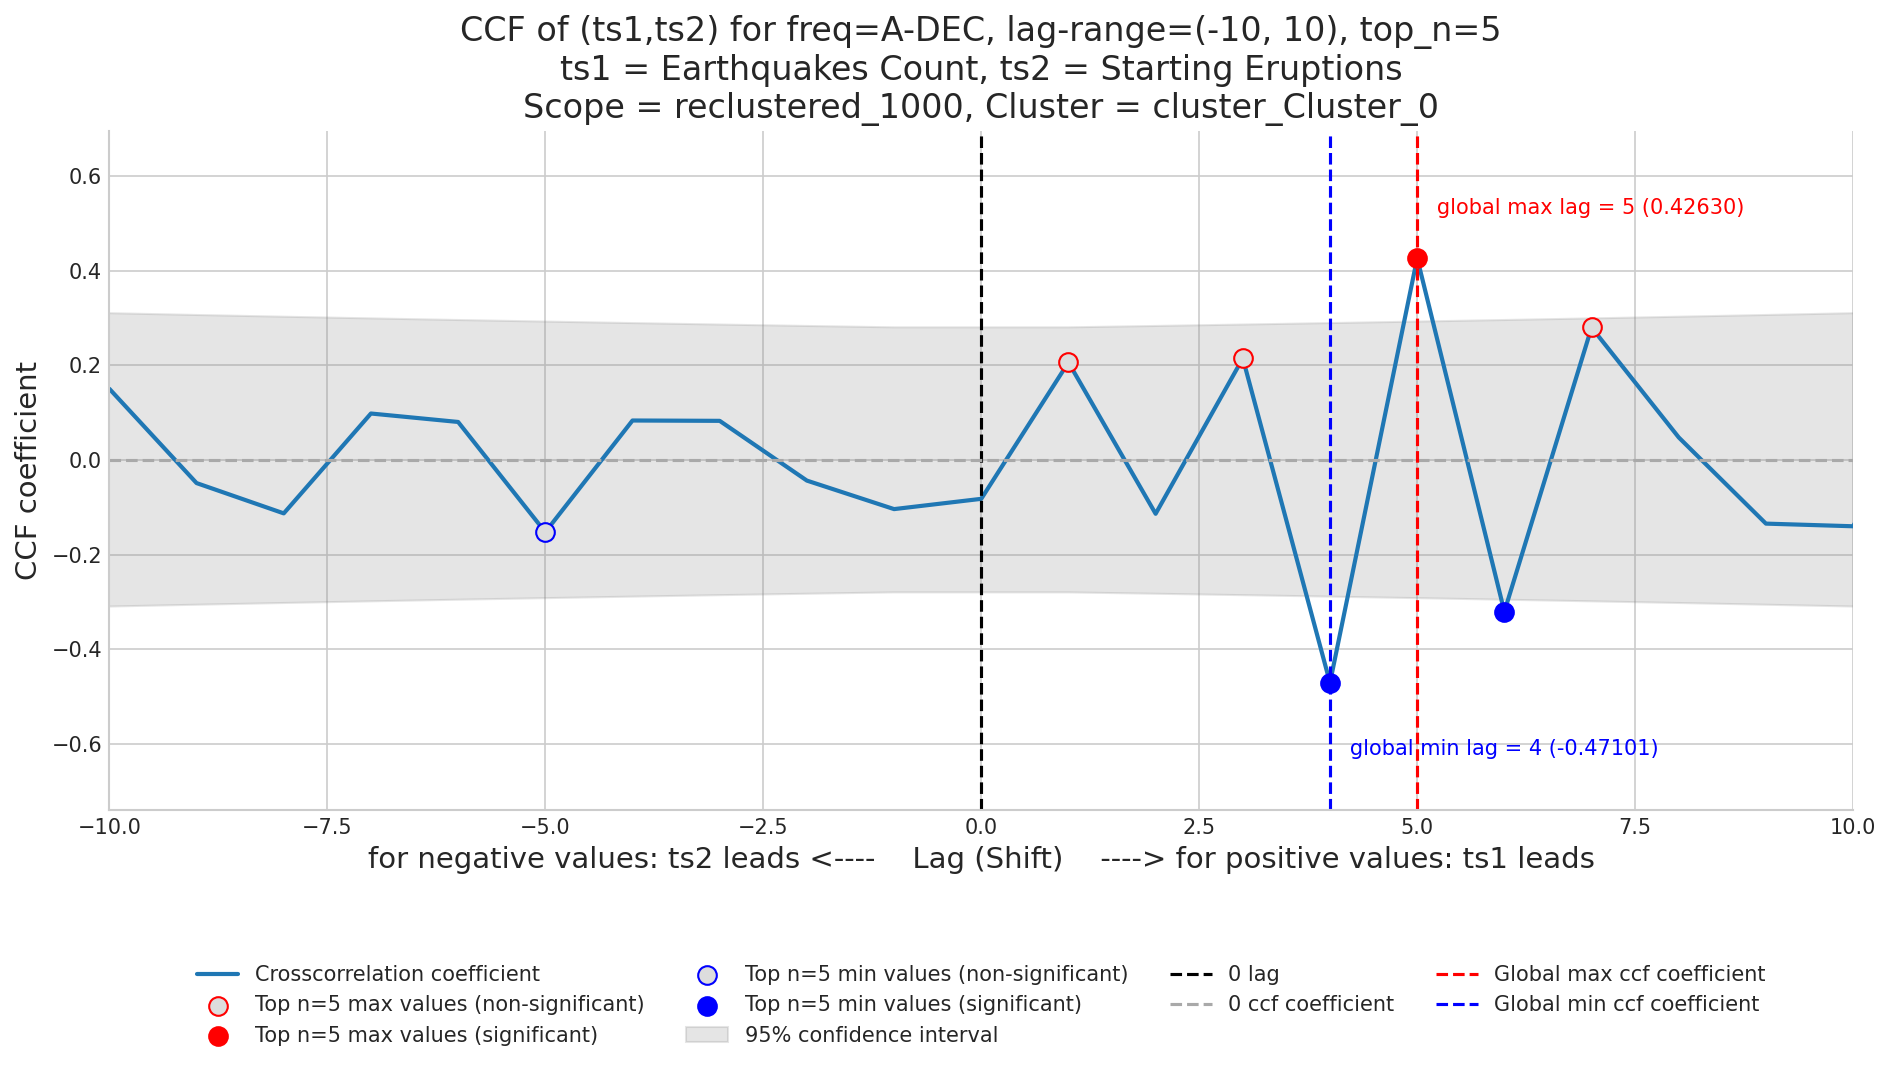 CCF of (ts1,ts2) for freq=A-DEC, lag-range=(-10, 10), top_n=5
ts1 = Earthquakes Count, ts2 = Starting Eruptions
Scope = reclustered_1000, Cluster = cluster_Cluster_0
CCF coefficient
0.6
0.4
0.2
0.0
−0.2
−0.4
−0.6
global max lag = 5 (0.42630)
global min lag = 4 (-0.47101)
−10.0 −7.5 −5.0 −2.5 0.0 2.5 5.0 7.5 10.0
for negative values: ts2 leads <---- Lag (Shift) ----> for positive values: ts1 leads
Crosscorrelation coefficient
Top n=5 max values (non-significant)
Top n=5 max values (significant)
Top n=5 min values (non-significant)
Top n=5 min values (significant)
95% confidence interval
0 lag
0 ccf coefficient
Global max ccf coefficient
Global min ccf coefficient